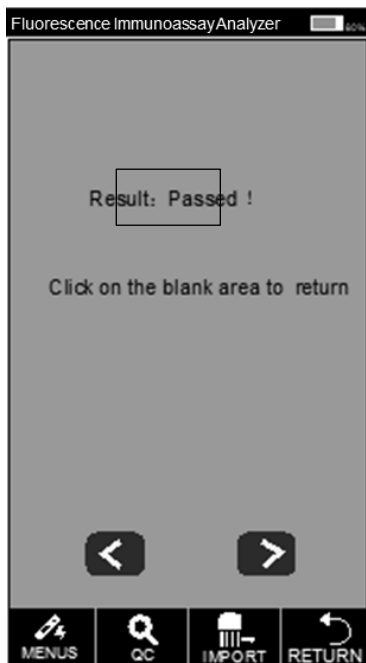 Fluorescence Immunoassay Analyzer 60%
Result: Passed !
Click on the blank area to return
MENUS QC IMPORT RETURN